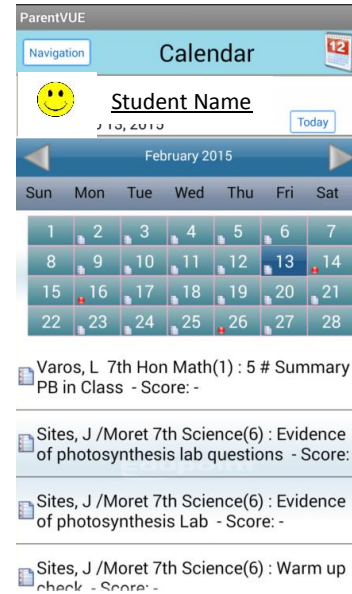 ParentVUE
Navigation Calendar 12
Student Name
13, 2015
Today
February 2015
Sun Mon Tue Wed Thu Fri Sat
1 2 3 4 5 6 7
8 9 10 11 12 13 14
15 16 17 18 19 20 21
22 23 24 25 26 27 28
Varos, L 7th Hon Math(1) : 5 # Summary
PB in Class - Score: -
Sites, J /Moret 7th Science(6) : Evidence
of photosynthesis lab questions - Score:
Sites, J /Moret 7th Science(6) : Evidence
of photosynthesis Lab - Score: -
Sites, J /Moret 7th Science(6) : Warm up
check - Score: -